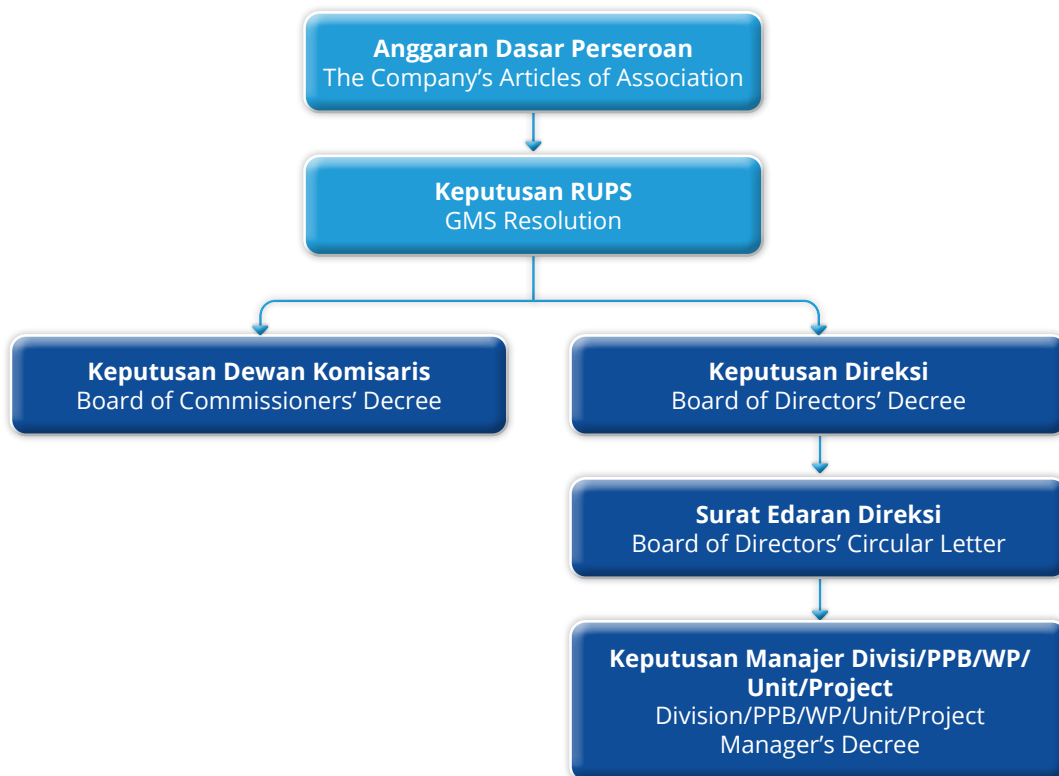 Anggaran Dasar Perseroan
The Company’s Articles of Association
Keputusan RUPS
GMS Resolution
Keputusan Dewan Komisaris
Board of Commissioners’ Decree
Keputusan Direksi
Board of Directors’ Decree
Surat Edaran Direksi
Board of Directors’ Circular Letter
Keputusan Manajer Divisi/PPB/WP/
Unit/Project
Division/PPB/WP/Unit/Project
Manager’s Decree